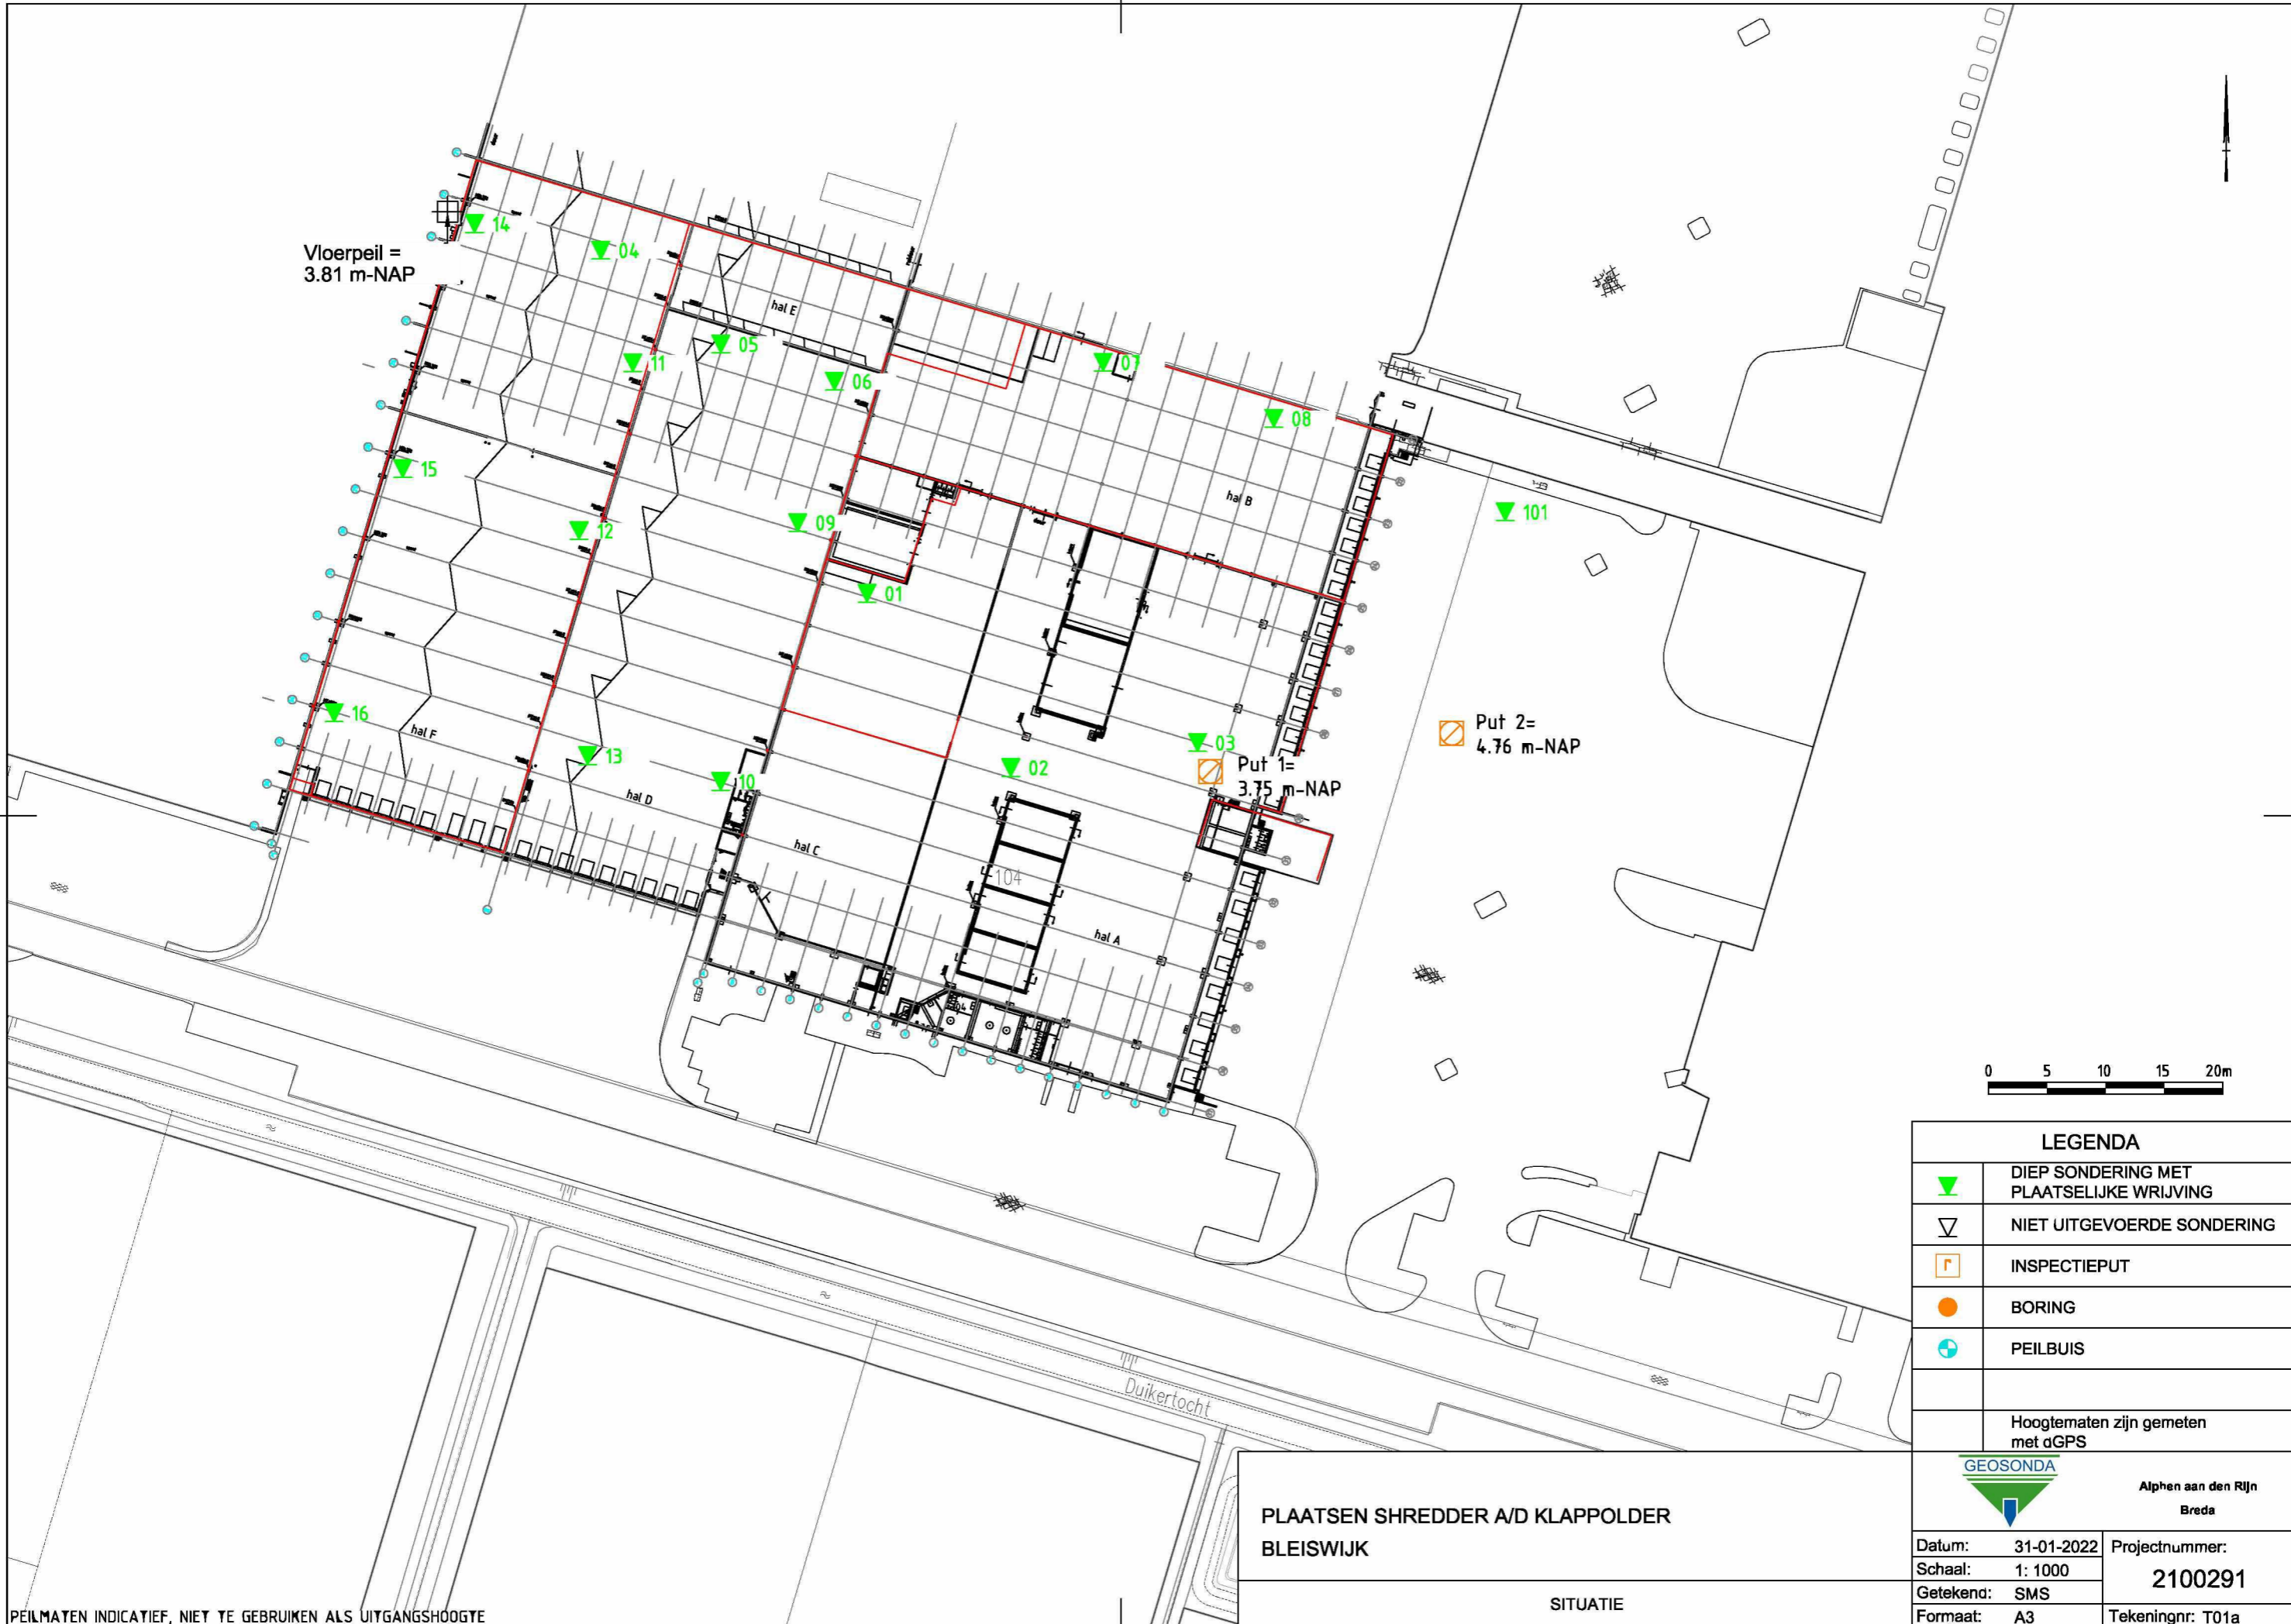 14
04
Vloerpeil =
3.81 m-NAP
hal E
05
11
06
07
08
15
hal B
101
09
12
01
16
hal F
03
Put 2=
4.76 m-NAP
13
02
Put 1=
3.75 m-NAP
10
hal D
hal C
104
hal A
0 5 10 15 20m
Duikertocht
LEGENDA
DIEP SONDERING MET
PLAATSELIJKE WRIJVING
NIET UITGEVOERDE SONDERING
INSPECTIEPUT
BORING
PEILBUIS
Hoogtematen zijn gemeten
met dGPS
GEOSONDA
Alphen aan den Rijn
Breda
PLAATSEN SHREDDER A/D KLAPPOLDER
BLEISWIJK
SITUATIE
Datum: 31-01-2022
Projectnummer:
Schaal: 1: 1000
2100291
Getekend: SMS
Formaat: A3
Tekeningnr: T01a
PEILMATEN INDICATIEF, NIET TE GEBRUIKEN ALS UITGANGSHOOGTE